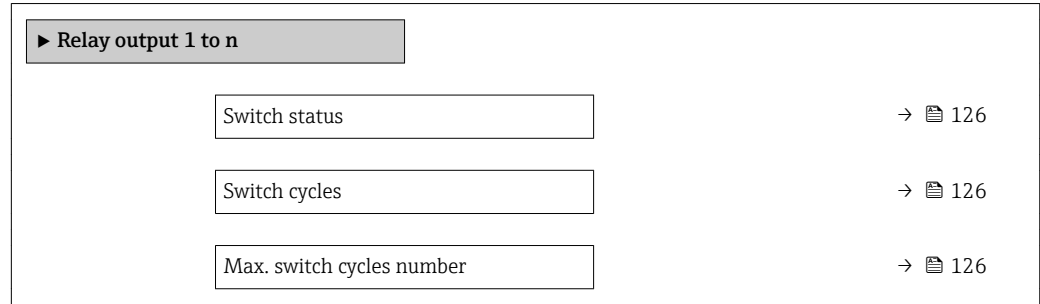 ▶ Relay output 1 to n
Switch status → 126
Switch cycles → 126
Max. switch cycles number → 126